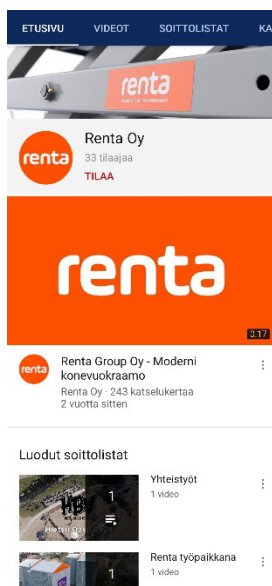 ETUSIVU VIDEOT SOITTOLISTAT KA
renta
Renta Oy
33 tilaajaa
renta
TILAA
renta
3:17
renta
Renta Group Oy - Moderni
konevuokraamo
Renta Oy · 243 katselukertaa
2 vuotta sitten
Luodut soittolistat
Yhteistyöt
1 video
1
Renta työpaikkana
1 video
1